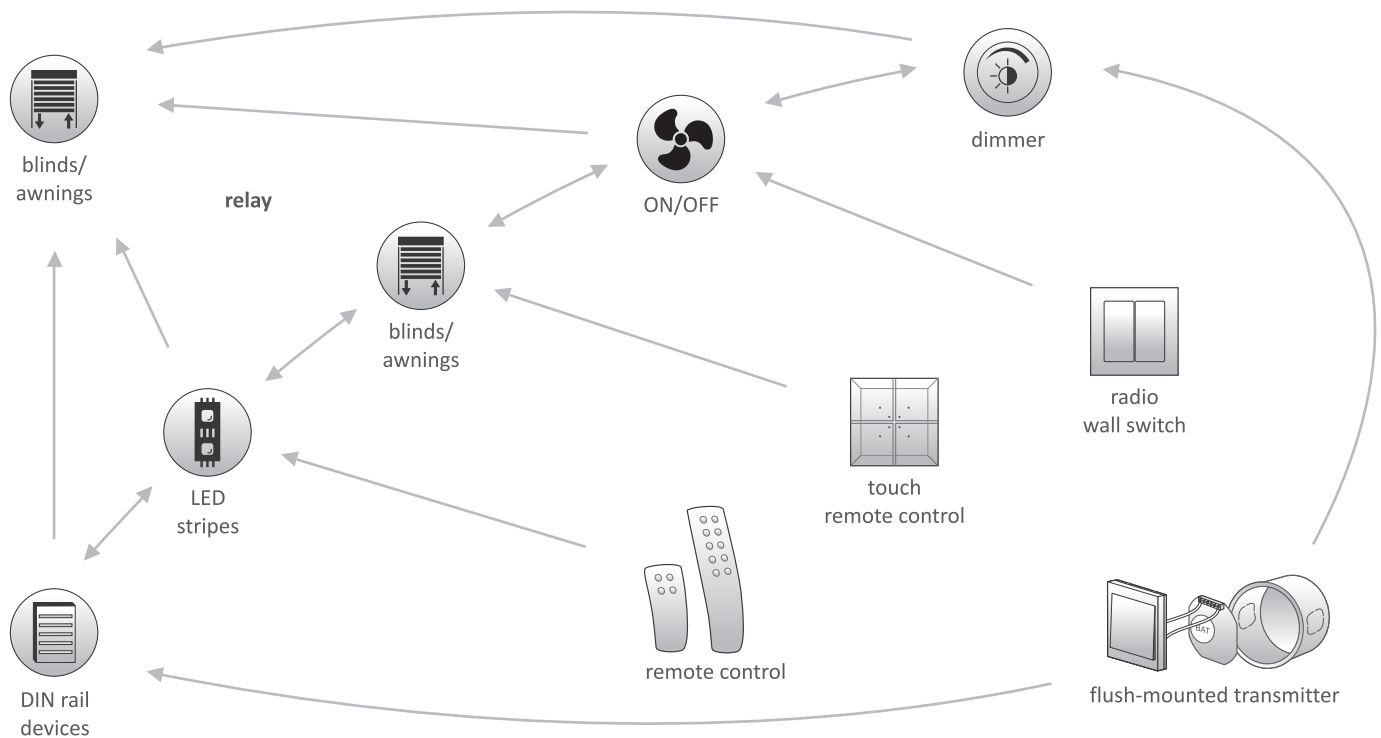 dimmer
blinds/
awnings
relay
ON/OFF
blinds/
awnings
radio
wall switch
LED
stripes
touch
remote control
BAT
remote control
flush-mounted transmitter
DIN rail
devices